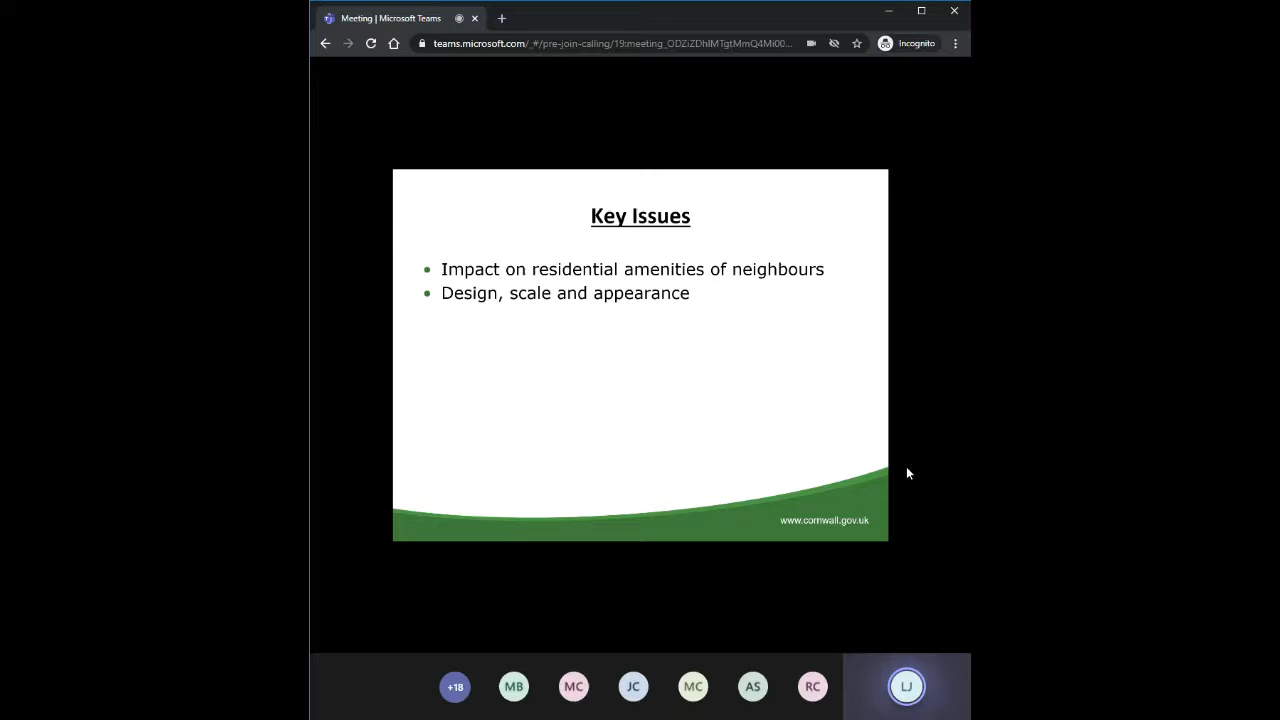 Meeting | Microsoft Teams
teams.microsoft.com/_#/pre-join-calling/19:meeting_ODZiZDhlMTgtMmQ4Mi00...
Incognito
Key Issues
Impact on residential amenities of neighbours
Design, scale and appearance
www.cornwall.gov.uk
+18 MB MC JC MC AS RC LJ